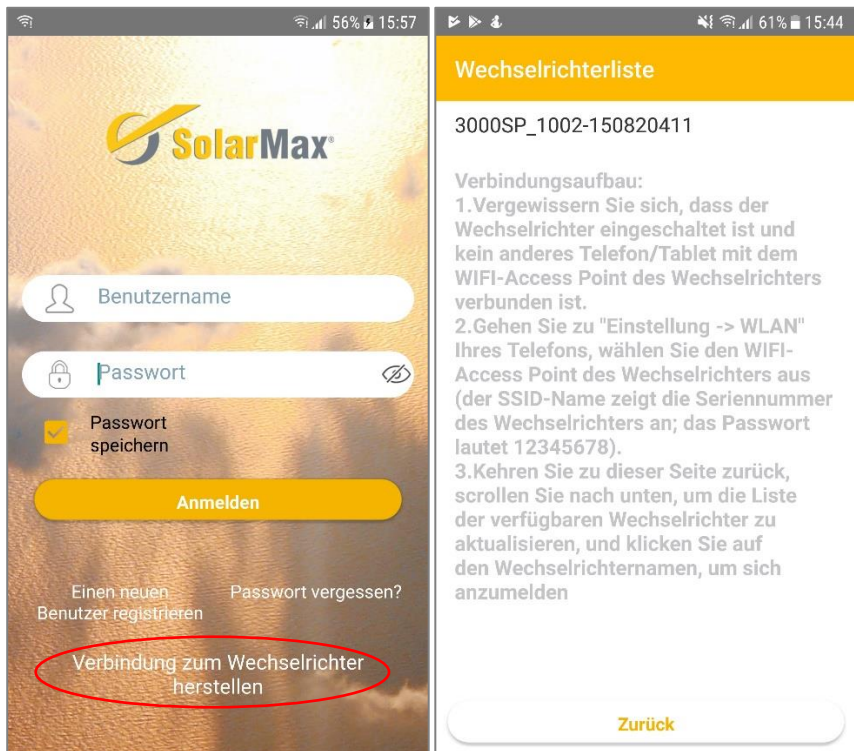 56% 15:57
SolarMax®
Benutzername
Passwort
Passwort
speichern
Anmelden
Einen neuen
Benutzer registrieren
Passwort vergessen?
Verbindung zum Wechselrichter
herstellen
61% 15:44
Wechselrichterliste
3000SP_1002-150820411
Verbindungsaufbau:
1.Vergewissern Sie sich, dass der
Wechselrichter eingeschaltet ist und
kein anderes Telefon/Tablet mit dem
WIFI-Access Point des Wechselrichters
verbunden ist.
2.Gehen Sie zu "Einstellung -> WLAN"
Ihres Telefons, wählen Sie den WIFI-
Access Point des Wechselrichters aus
(der SSID-Name zeigt die Seriennummer
des Wechselrichters an; das Passwort
lautet 12345678).
3.Kehren Sie zu dieser Seite zurück,
scrollen Sie nach unten, um die Liste
der verfügbaren Wechselrichter zu
aktualisieren, und klicken Sie auf
den Wechselrichternamen, um sich
anzumelden
Zurück